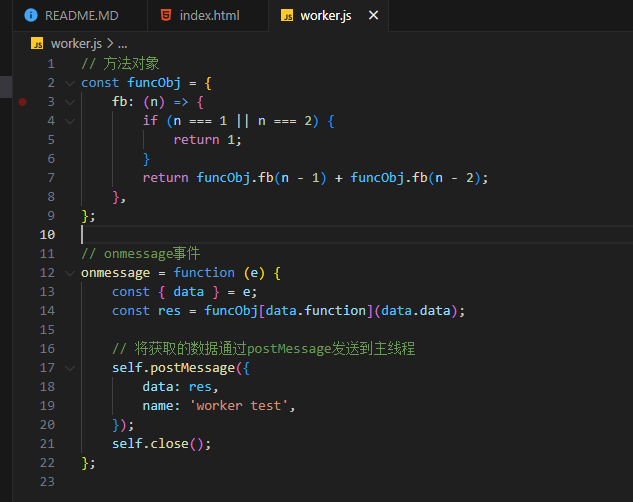 README.MD index.html worker.js
worker.js > ...
1 // 方法对象
2 const funcObj = {
3 fb: (n) => {
4 if (n === 1 || n === 2) {
5 return 1;
6 }
7 return funcObj.fb(n - 1) + funcObj.fb(n - 2);
8 },
9 };
10
11 // onmessage事件
12 onmessage = function (e) {
13 const { data } = e;
14 const res = funcObj[data.function](data.data);
15
16 // 将获取的数据通过postMessage发送到主线程
17 self.postMessage({
18 data: res,
19 name: 'worker test',
20 });
21 self.close();
22 };
23